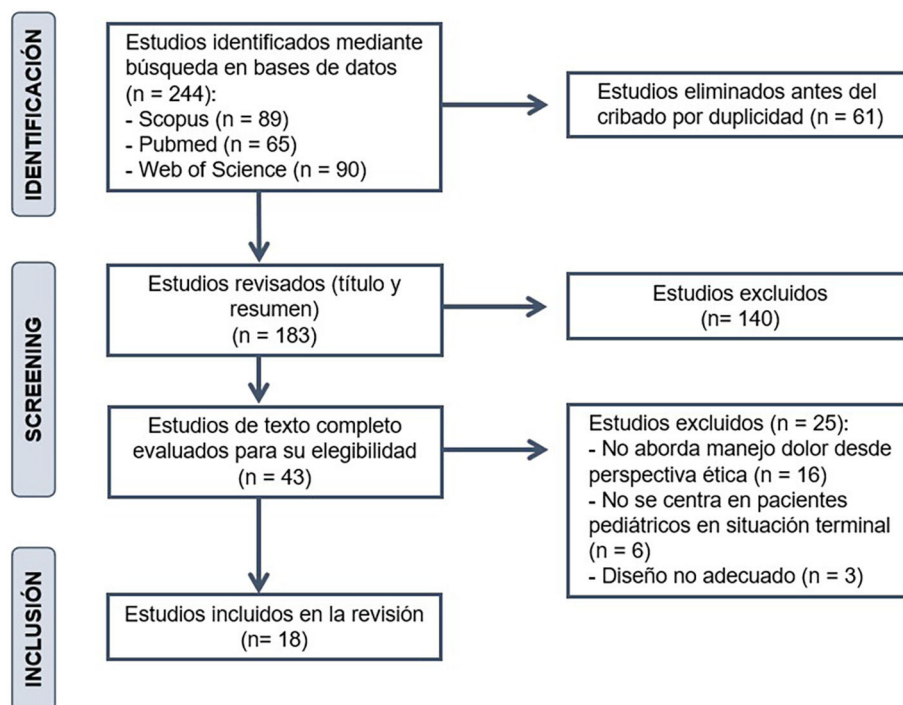 IDENTIFICACIÓN
Estudios identificados mediante
búsqueda en bases de datos
(n = 244):
- Scopus (n = 89)
- Pubmed (n = 65)
- Web of Science (n = 90)
Estudios eliminados antes del
cribado por duplicidad (n = 61)
SCREENING
Estudios revisados (título y
resumen)
(n = 183)
Estudios excluidos
(n= 140)
Estudios de texto completo
evaluados para su elegibilidad
(n = 43)
Estudios excluidos (n = 25):
- No aborda manejo dolor desde
perspectiva ética (n = 16)
- No se centra en pacientes
pediátricos en situación terminal
(n = 6)
- Diseño no adecuado (n = 3)
INCLUSIÓN
Estudios incluidos en la revisión
(n= 18)